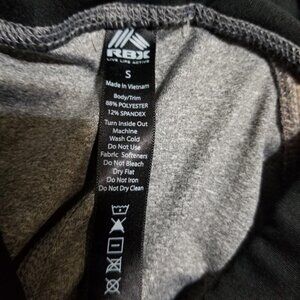 RBX
LIVE LIFE ACTIVE
S
Made in Vietnam
Body/Trim
88% POLYESTER
12% SPANDEX
Turn Inside Out
Machine
Wash Cold
Do Not Use
Fabric Softeners
Do Not Bleach
Dry Flat
Do Not Iron
Do Not Dry Clean